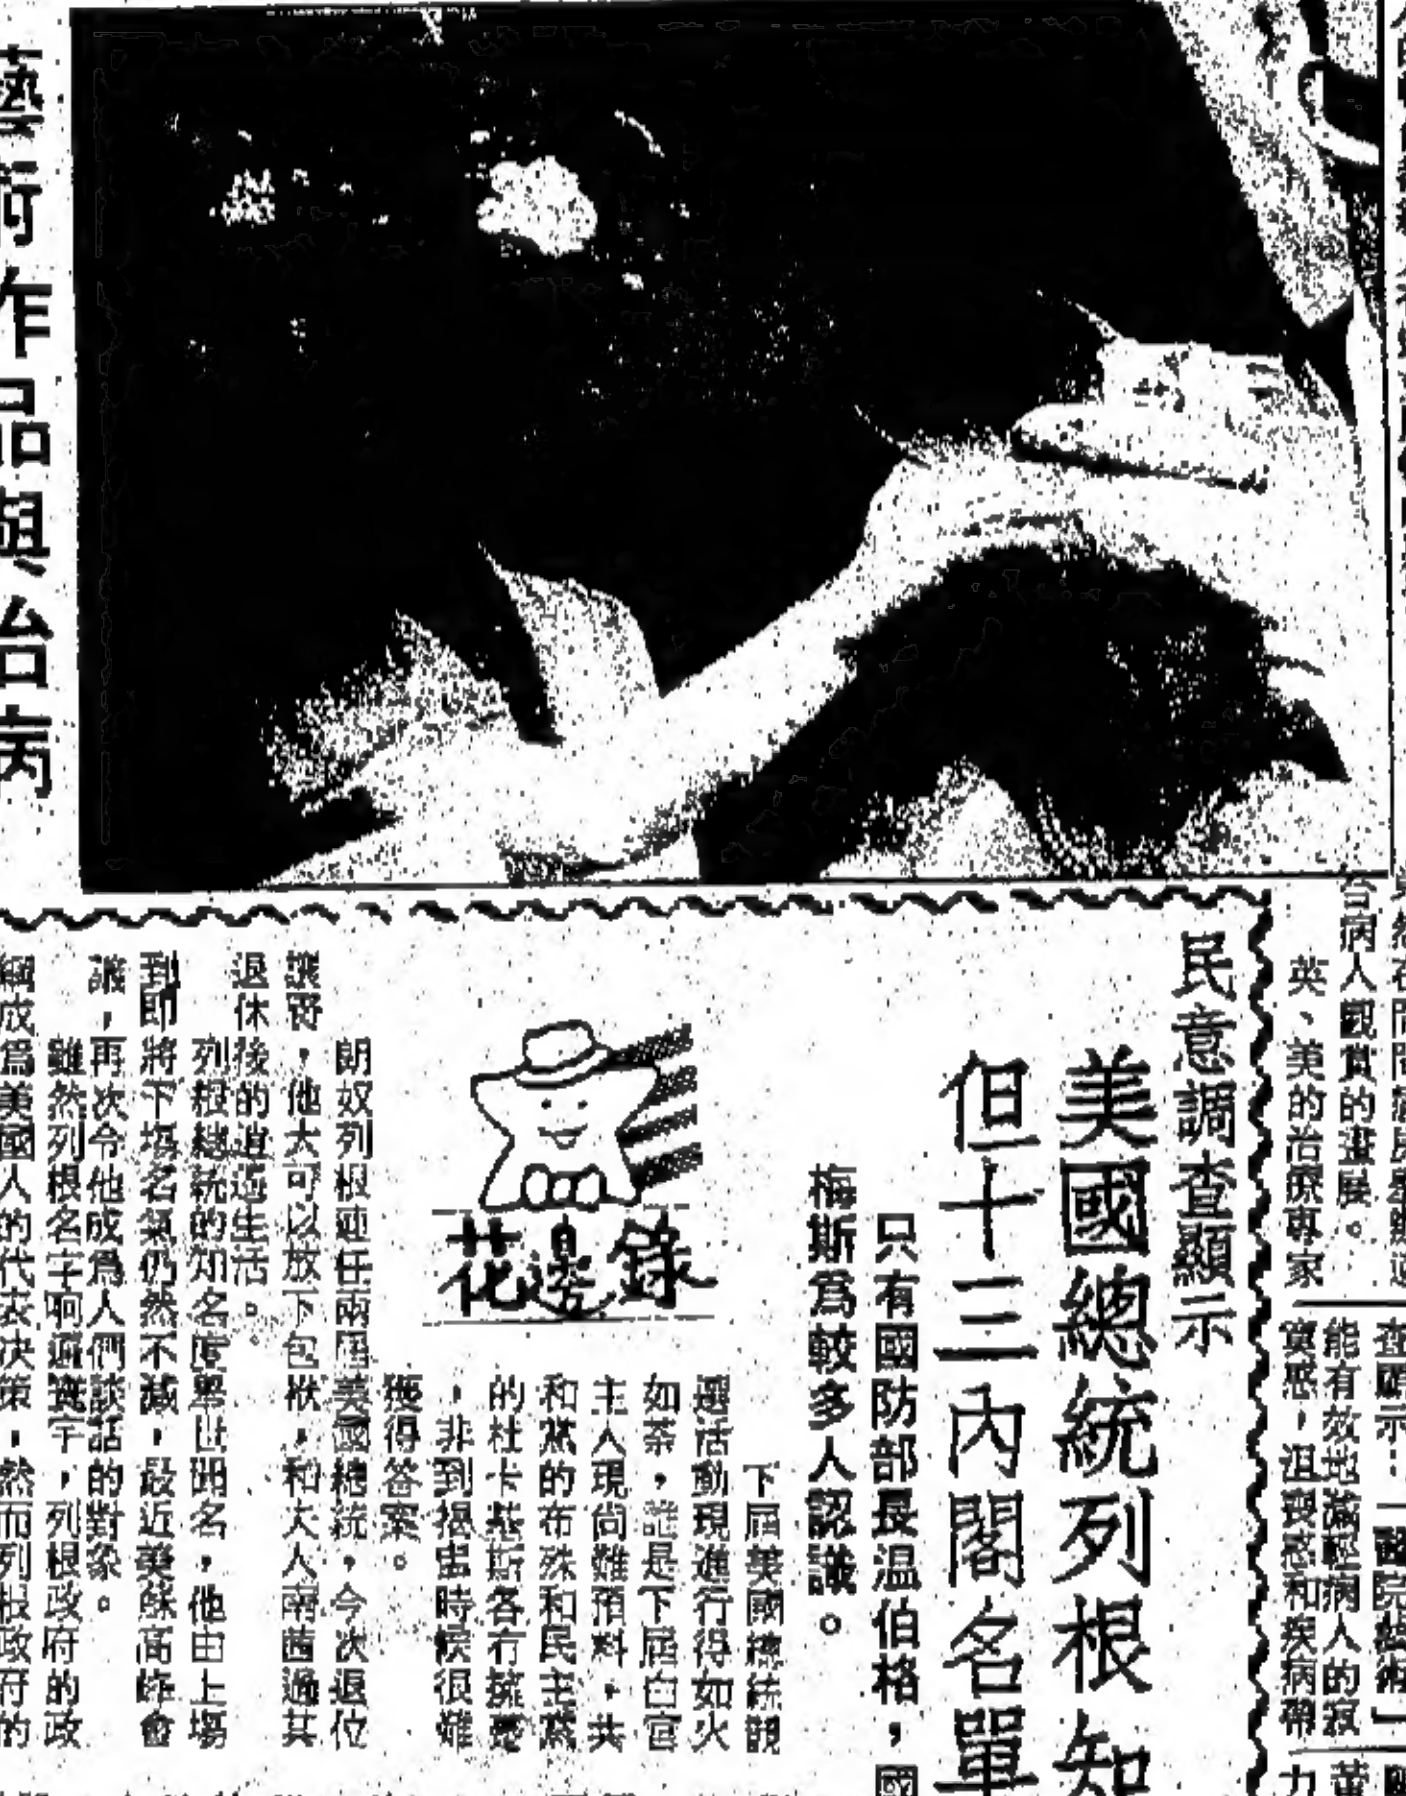 藝術作品與治病
台病人觀賞的畫展。
英、美的治療專家
能有效地減輕病人的寂
寞感,沮喪感和疾病帶
民意調查顯示
美國總統列根知
但十三內閣名單
只有國防部長温伯格,國
梅斯爲較多人認識。
花邊錄
下屆美國總統競
選活動現進行得如火
如荼,誰是下屆白宮
主人現尚難預料,共
和黨的布殊和民主黨
的杜卡斯各有擁躉
,非到揭盅時候很難
獲得答案。
朗奴列根連任兩屆美國總統,今次退位
讓賢,他大可以放下包袱,和夫人南茜過其
退休後的逍遙生活。
列根總統的知名度舉世聞名,他由上場
到即將下場名氣仍然不減,最近美蘇高峰會
議,再次令他成爲人們談話的對象。
雖然列根名字响遍寰宇,列根政府的政
綱成爲美國人的代表决策,然而列根政府的